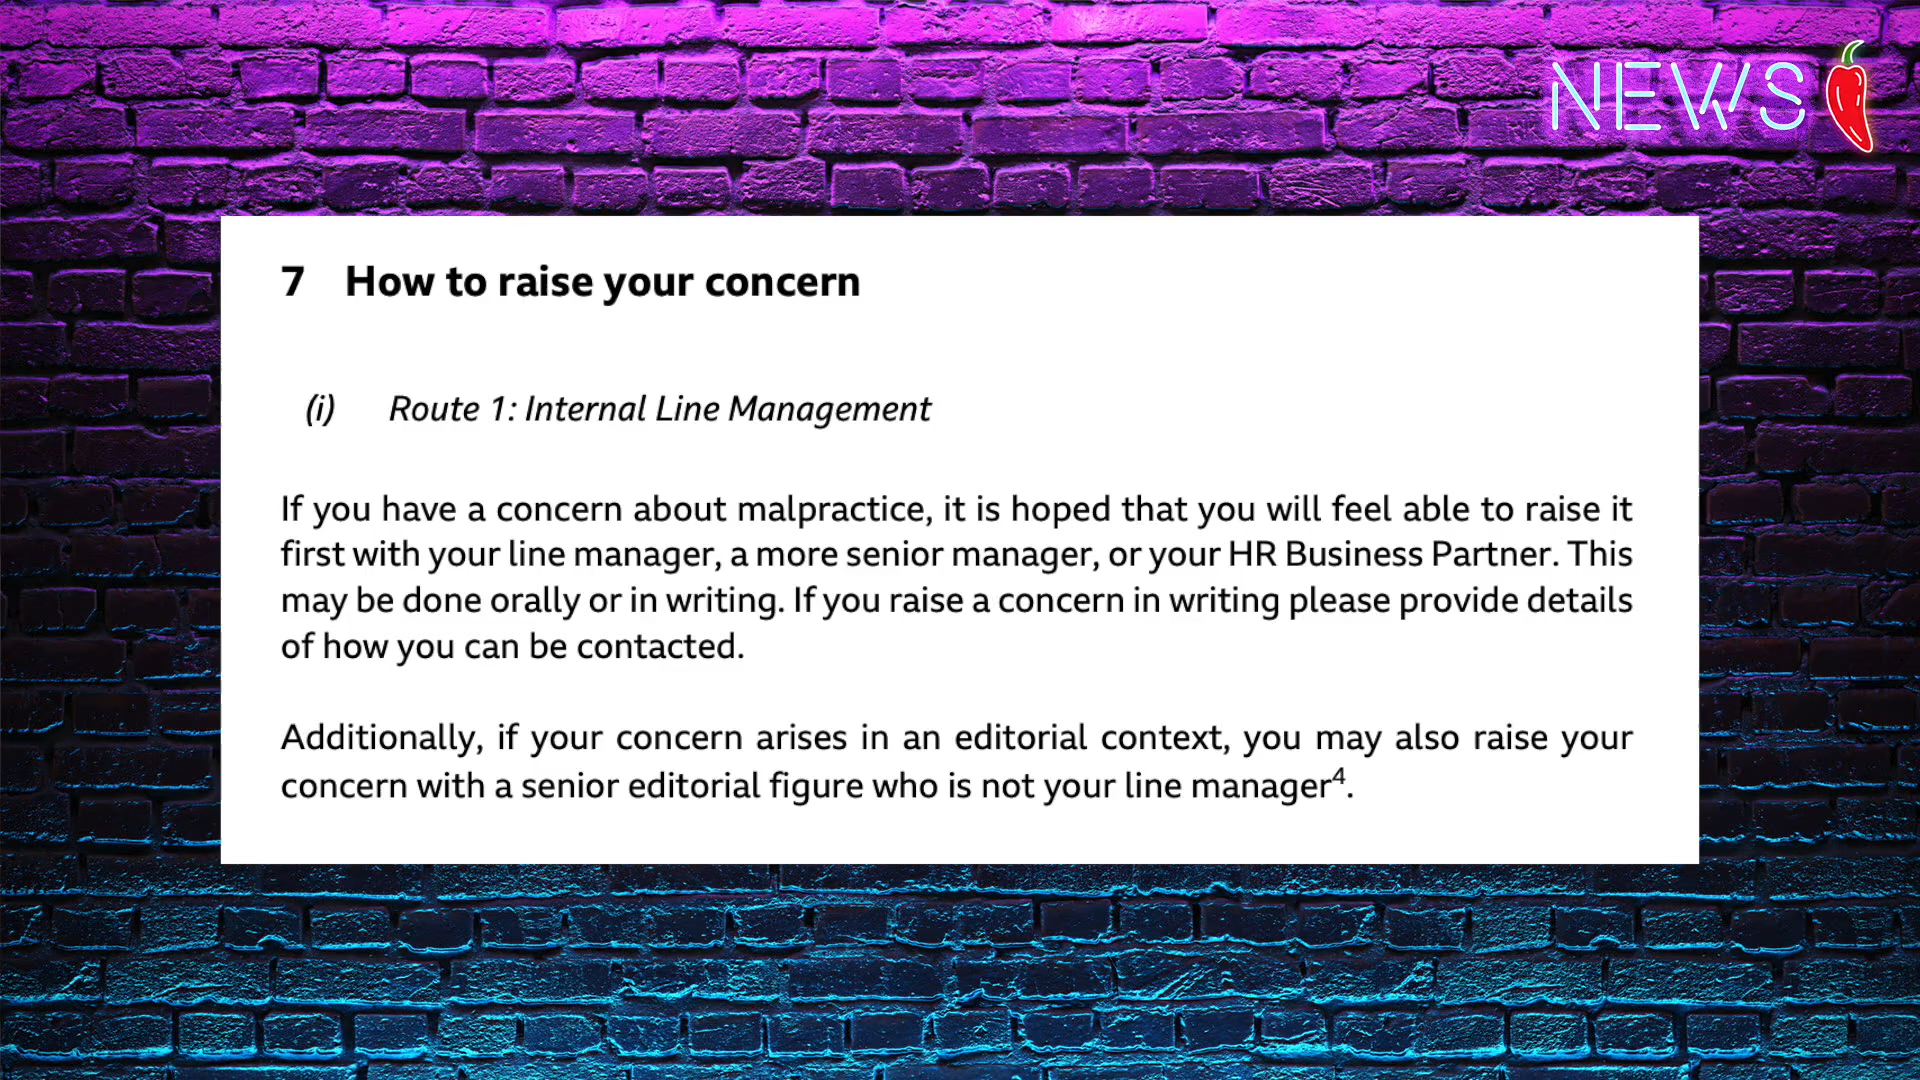 NEWS
7 How to raise your concern
(i) Route 1: Internal Line Management
If you have a concern about malpractice, it is hoped that you will feel able to raise it
first with your line manager, a more senior manager, or your HR Business Partner. This
may be done orally or in writing. If you raise a concern in writing please provide details
of how you can be contacted.
Additionally, if your concern arises in an editorial context, you may also raise your
concern with a senior editorial figure who is not your line manager⁴.